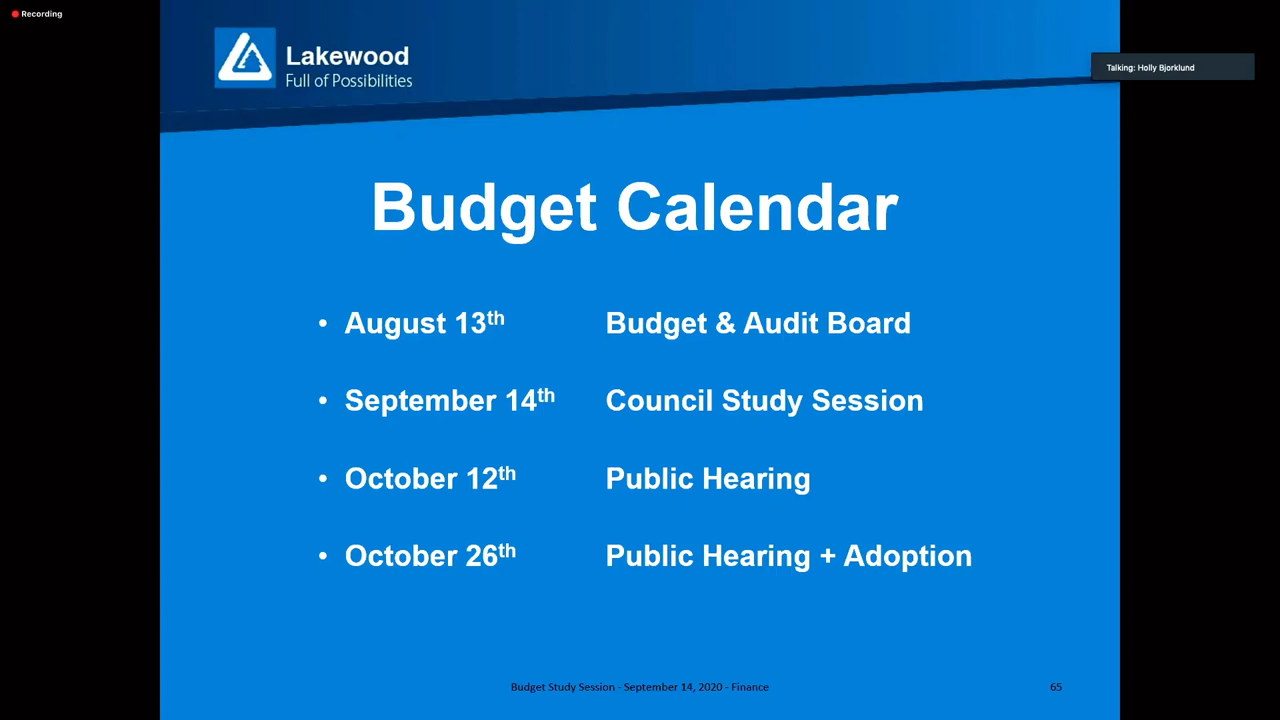 Recording
Lakewood
Full of Possibilities
Talking: Holly Bjorklund
Budget Calendar
• August 13th Budget & Audit Board
• September 14th Council Study Session
• October 12th Public Hearing
• October 26th Public Hearing + Adoption
Budget Study Session - September 14, 2020 - Finance 65